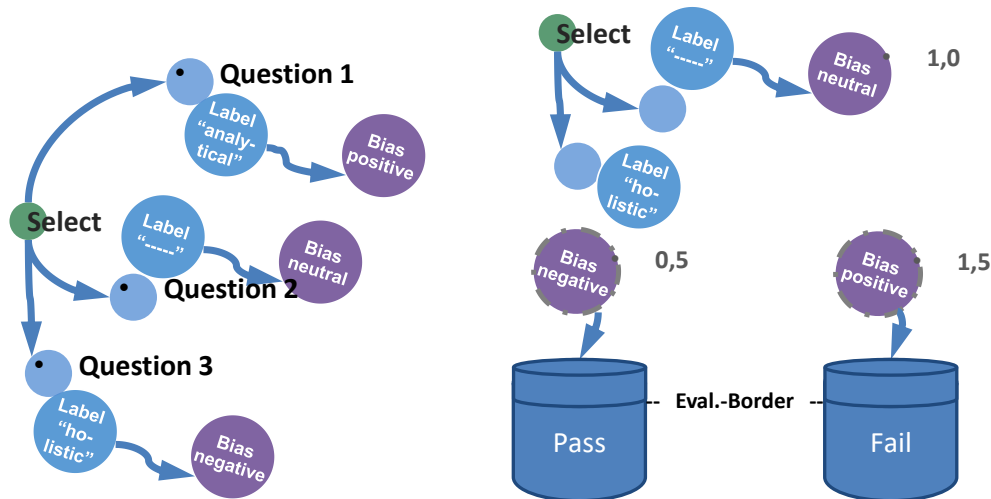 Question 1
Label
“analy-
tical”
Bias
positive
Select
Label
“-----”
Bias
neutral
Question 2
Question 3
Label
“ho-
listic”
Bias
negative
Select
Label
“-----”
Bias
neutral
1,0
Label
“ho-
listic”
Bias
negative
0,5
Bias
positive
1,5
-- Eval.-Border --
Pass
Fail